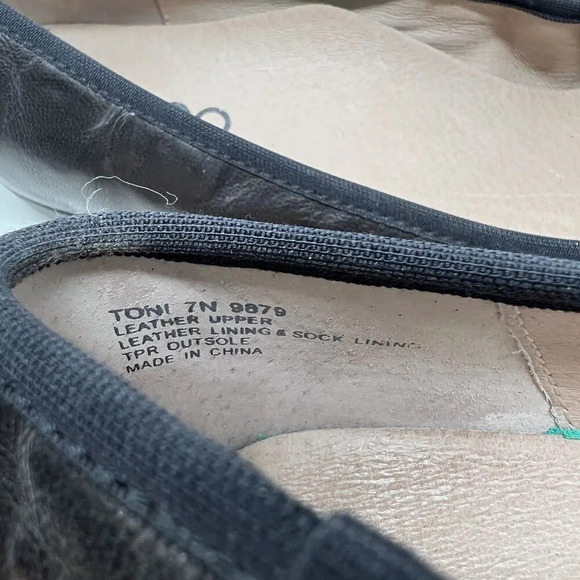 TONI 7N 9879
LEATHER UPPER
LEATHER LINING & SOCK LINING
TPR OUTSOLE
MADE IN CHINA